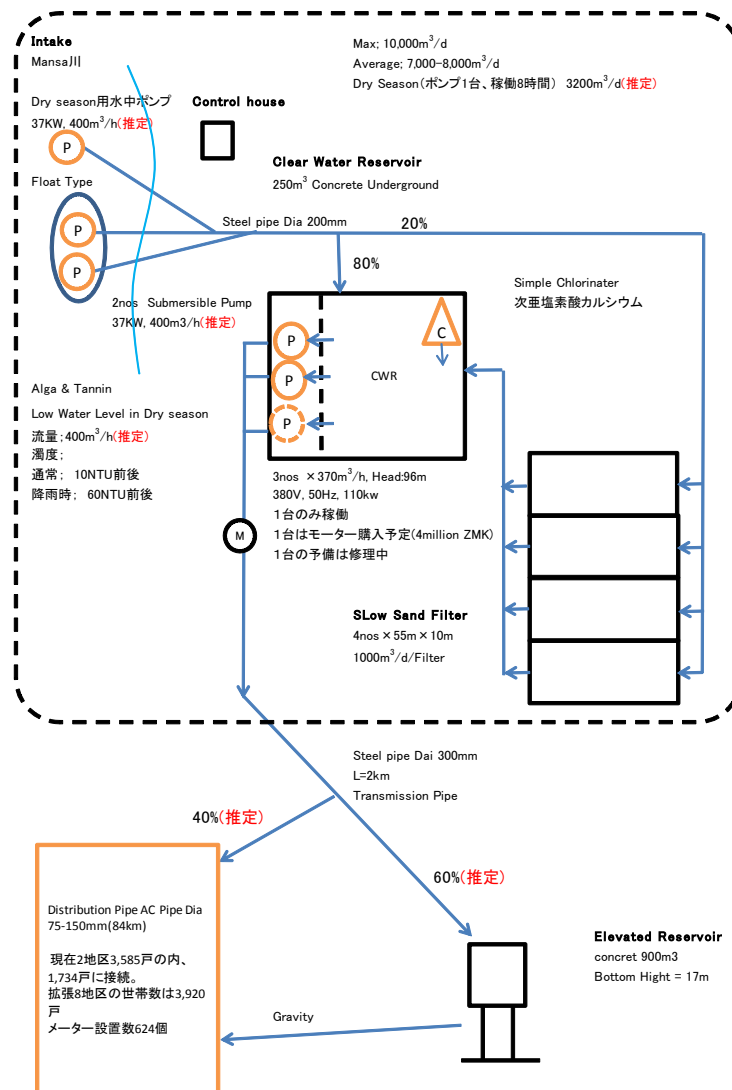 Intake
Mansa川
Max; 10,000m³/d
Average; 7,000-8,000m³/d
Dry Season(ポンプ1台、稼働8時間) 3200m³/d(推定)
Dry season用水中ポンプ
37KW, 400m³/h(推定)
Control house
P
Clear Water Reservoir
250m³ Concrete Underground
Float Type
P
P
Steel pipe Dia 200mm
20%
80%
Simple Chlorinater
次亜塩素酸カルシウム
2nos Submersible Pump
37KW, 400m3/h(推定)
P
P
P
C
CWR
Alga & Tannin
Low Water Level in Dry season
流量;400m³/h(推定)
濁度;
通常; 10NTU前後
降雨時; 60NTU前後
3nos ×370m³/h, Head:96m
380V, 50Hz, 110kw
1台のみ稼働
1台はモーター購入予定(4million ZMK)
1台の予備は修理中
M
SLow Sand Filter
4nos×55m×10m
1000m³/d/Filter
Steel pipe Dai 300mm
L=2km
Transmission Pipe
40%(推定)
60%(推定)
Distribution Pipe AC Pipe Dia
75-150mm(84km)
現在2地区3,585戸の内、
1,734戸に接続。
拡張8地区の世帯数は3,920
戸
メーター設置数624個
Elevated Reservoir
concret 900m3
Bottom Hight = 17m
Gravity